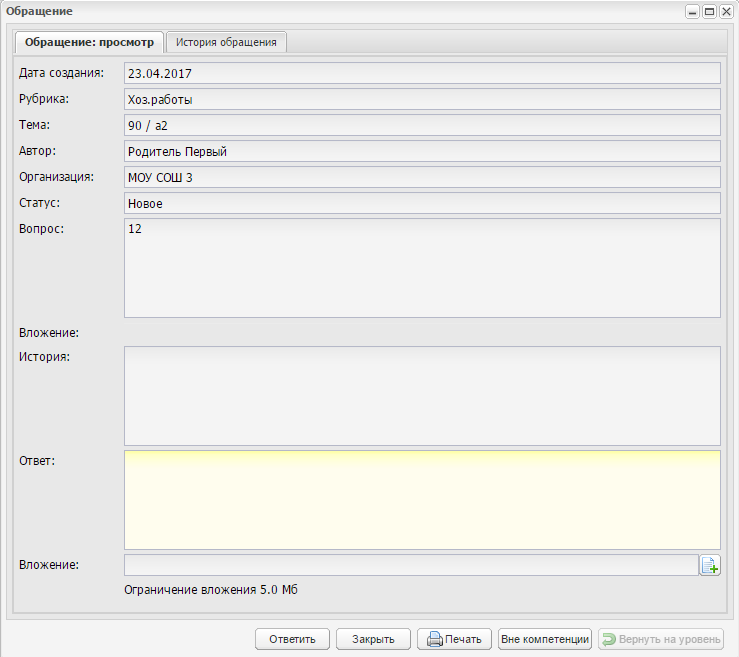 Обращение
Обращение: просмотр История обращения
Дата создания: 23.04.2017
Рубрика: Хоз.работы
Тема: 90 / а2
Автор: Родитель Первый
Организация: МОУ СОШ 3
Статус: Новое
Вопрос: 12
Вложение:
История:
Ответ:
Вложение:
Ограничение вложения 5.0 Мб
Ответить Закрыть Печать Вне компетенции Вернуть на уровень